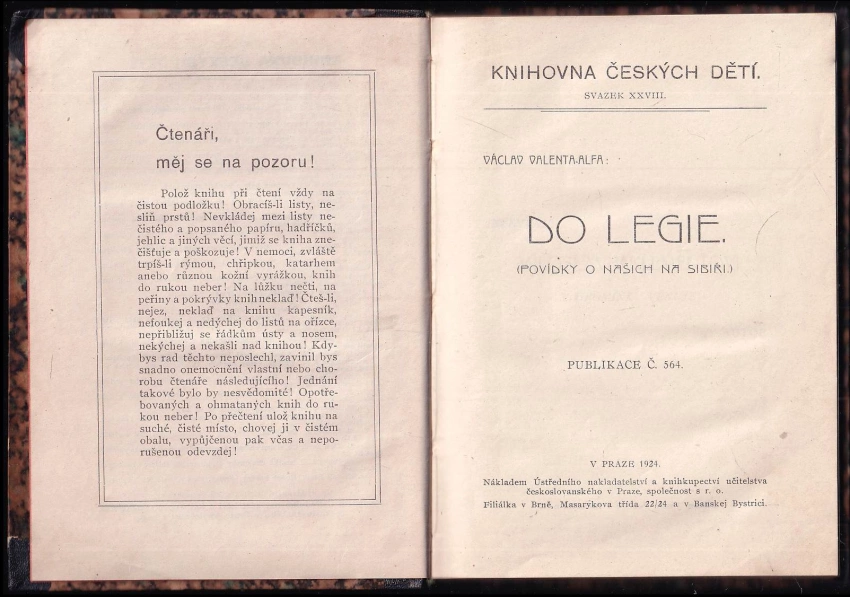 Čtenáři,
měj se na pozoru!
Polož knihu při čtení vždy na
čistou podložku! Obracíš-li listy, ne-
sliň prstů! Nevkládej mezi listy ne-
čistého a popsaného papíru, hadříčků,
jehlic a jiných věcí, jimiž se kniha zne-
čišťuje a poškozuje! V nemoci, zvláště
trpíš-li rýmou, chřipkou, katarhem
anebo různou kožní vyrážkou, knih
do rukou neber! Na lůžku nečti, na
peřiny a pokrývky knih neklaď! Čteš-li,
nejez, neklaď na knihu kapesník,
nefoukej a nedýchej do listů na ořízce,
nepřibližuj se řádkům ústy a nosem,
nekýchej a nekašli nad knihou! Kdy-
bys rad těchto neposlechl, zavinil bys
snadno onemocnění vlastní nebo cho-
robu čtenáře následujícího! Jednání
takové bylo by nesvědomité! Opotře-
bovaných a ohmataných knih do ru-
kou neber! Po přečtení ulož knihu na
suché, čisté místo, chovej ji v čistém
obalu, vypůjčenou pak včas a nepo-
rušenou odevzdej!
KNIHOVNA ČESKÝCH DĚTÍ.
SVAZEK XXVIII.
VÁCLAV VALENTA-ALFA:
DO LEGIE.
(POVÍDKY O NAŠICH NA SIBIŘI.)
PUBLIKACE Č. 564.
V PRAZE 1924.
Nákladem Ústředního nakladatelství a knihkupectví učitelstva
československého v Praze, společnost s r. o.
Filiálka v Brně, Masarykova třída 22/24 a v Banskej Bystrici.